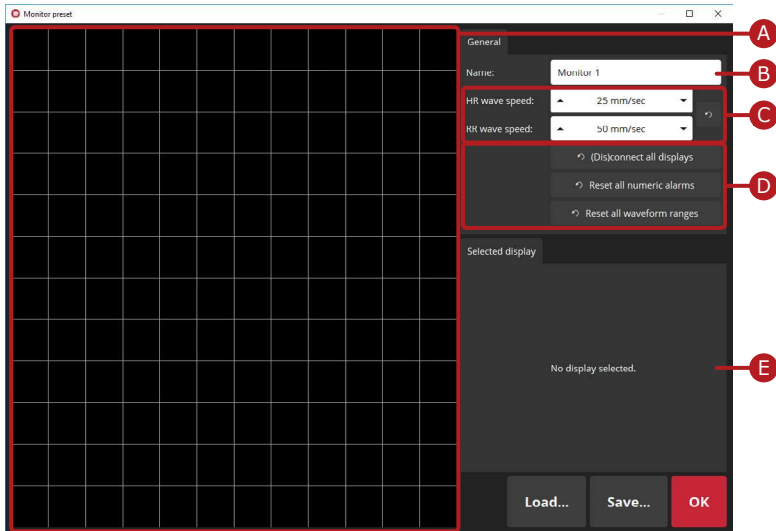 Monitor preset
A
General
Name: Monitor 1
B
HR wave speed: 25 mm/sec
C
RR wave speed: 50 mm/sec
(Dis)connect all displays
Reset all numeric alarms
D
Reset all waveform ranges
Selected display
No display selected.
E
Load... Save... OK